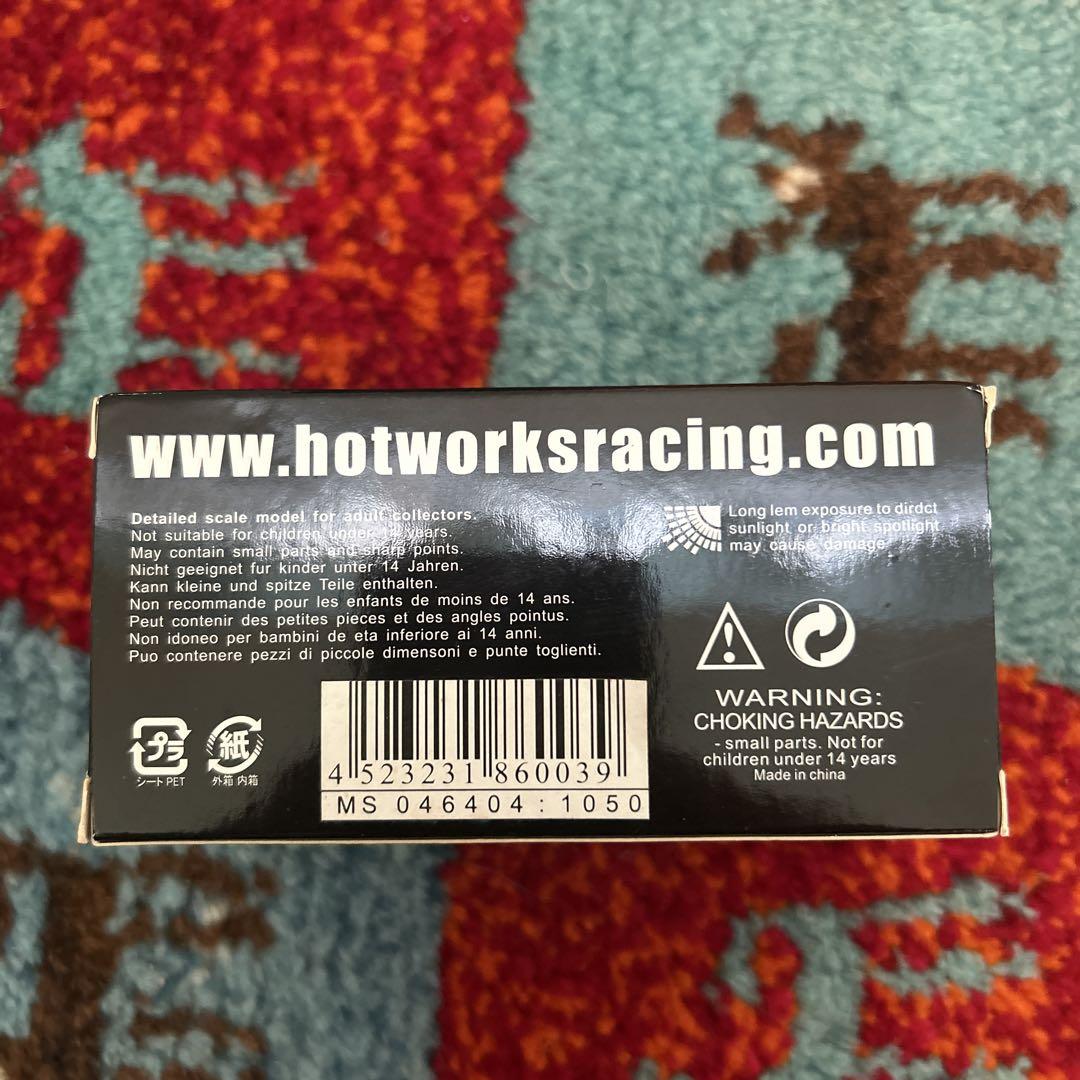 www.hotworksracing.com
Detailed scale model for adult collectors.
Not suitable for children under 14 years.
May contain small parts and sharp points.
Nicht geeignet fur kinder unter 14 Jahren.
Kann kleine und spitze Teile enthalten.
Non recommande pour les enfants de moins de 14 ans.
Peut contenir des petites pieces et des angles pointus.
Non idoneo per bambini di eta inferiore ai 14 anni.
Puo contenere pezzi di piccole dimensoni e punte toglienti.
Long lem exposure to dirdct
sunlight or bright spotlight
may cause damage
WARNING:
CHOKING HAZARDS
- small parts. Not for
children under 14 years
Made in china
プラ
シート PET
紙
外箱 内箱
4 523231 860039
MS 046404 : 1050